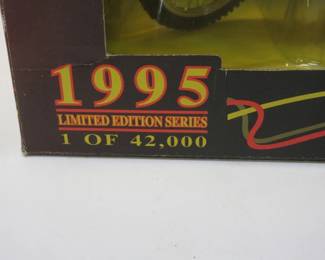 1995
LIMITED EDITION SERIES
1 OF 42,000